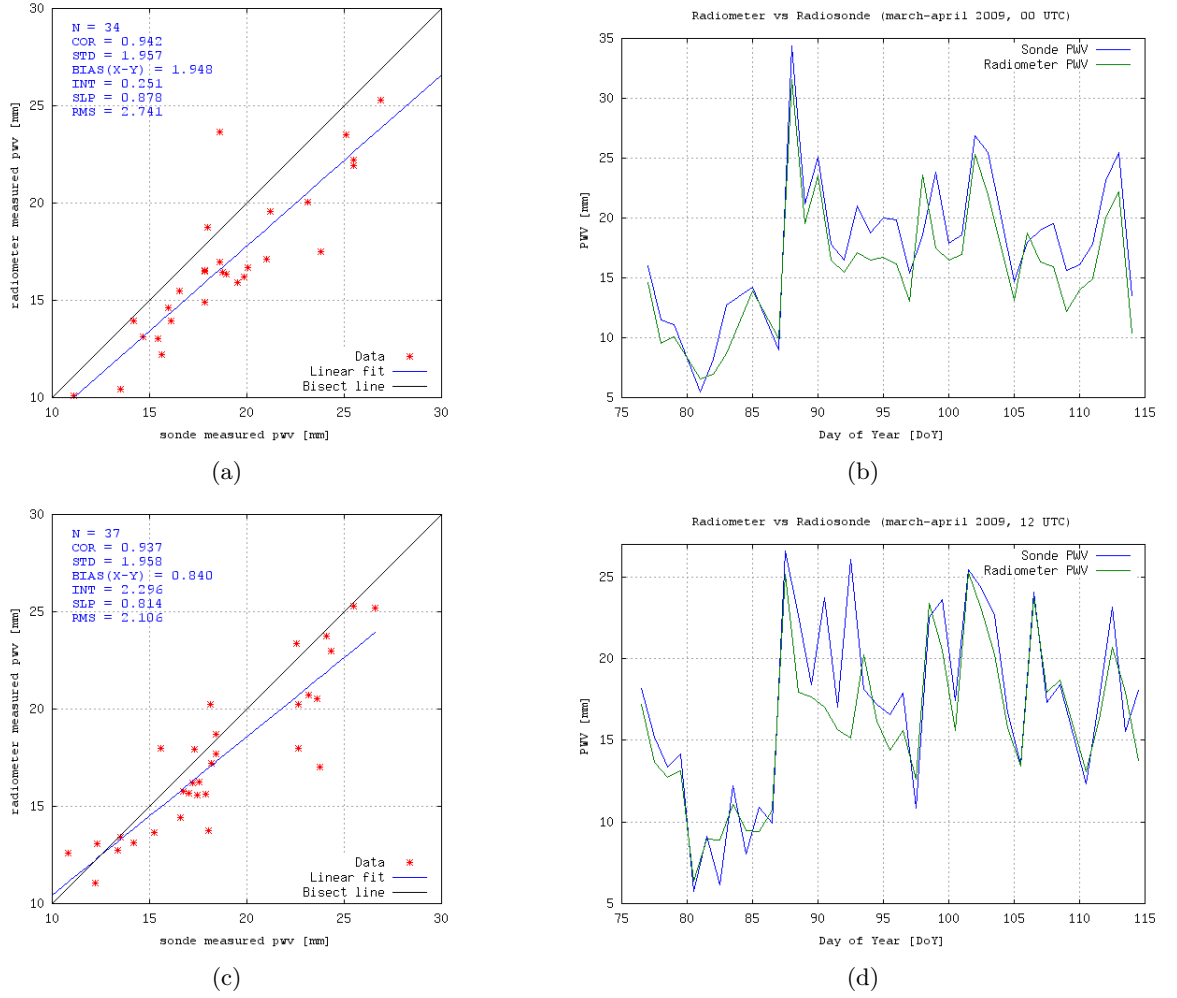 30
25
20
15
10
10
15
20
25
30
radiometer measured pwv [mm]
sonde measured pwv [mm]
N = 34
COR = 0.942
STD = 1.957
BIAS(X-Y) = 1.948
INT = 0.251
SLP = 0.878
RMS = 2.741
Data
Linear fit
Bisect line
(a)
Radiometer vs Radiosonde (march-april 2009, 00 UTC)
35
30
25
20
15
10
5
75
80
85
90
95
100
105
110
115
PWV [mm]
Day of Year [DoY]
Sonde PWV
Radiometer PWV
(b)
30
25
20
15
10
10
15
20
25
30
radiometer measured pwv [mm]
sonde measured pwv [mm]
N = 37
COR = 0.937
STD = 1.958
BIAS(X-Y) = 0.840
INT = 2.296
SLP = 0.814
RMS = 2.106
Data
Linear fit
Bisect line
(c)
Radiometer vs Radiosonde (march-april 2009, 12 UTC)
25
20
15
10
5
75
80
85
90
95
100
105
110
115
PWV [mm]
Day of Year [DoY]
Sonde PWV
Radiometer PWV
(d)